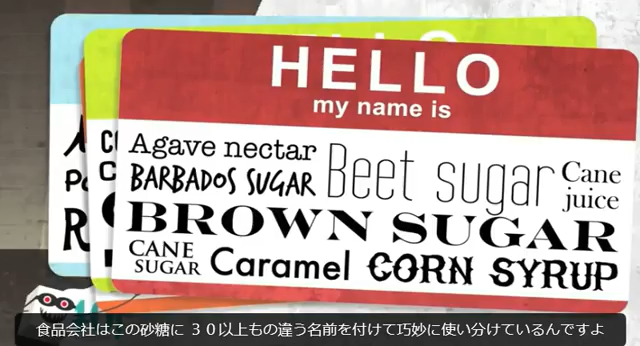 HELLO
my name is
Agave nectar
BARBADOS SUGAR
Beet sugar
Cane
juice
BROWN SUGAR
CANE
SUGAR
Caramel
CORN SYRUP
食品会社はこの砂糖に 30以上もの違う名前を付けて巧妙に使い分けているんですよ